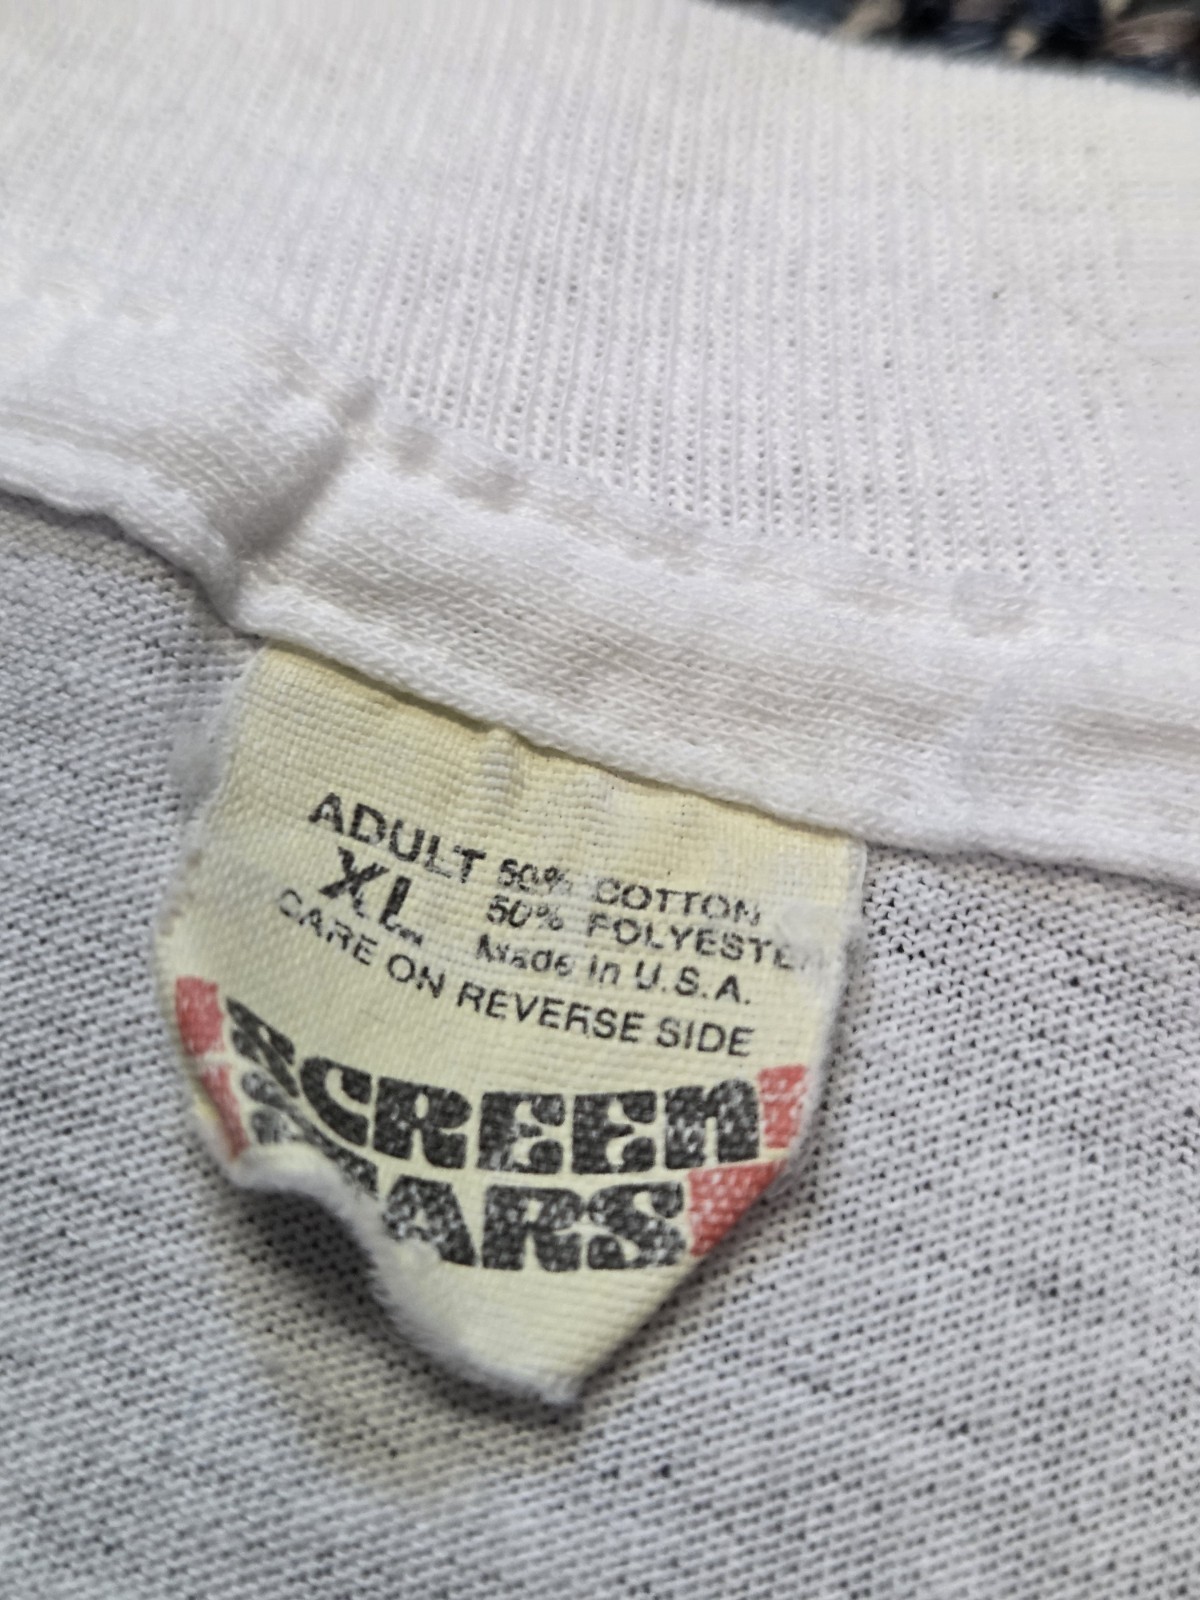 ADULT 50% COTTON
XL 50% POLYESTER
Made in U.S.A.
CARE ON REVERSE SIDE
SCREEN
STARS